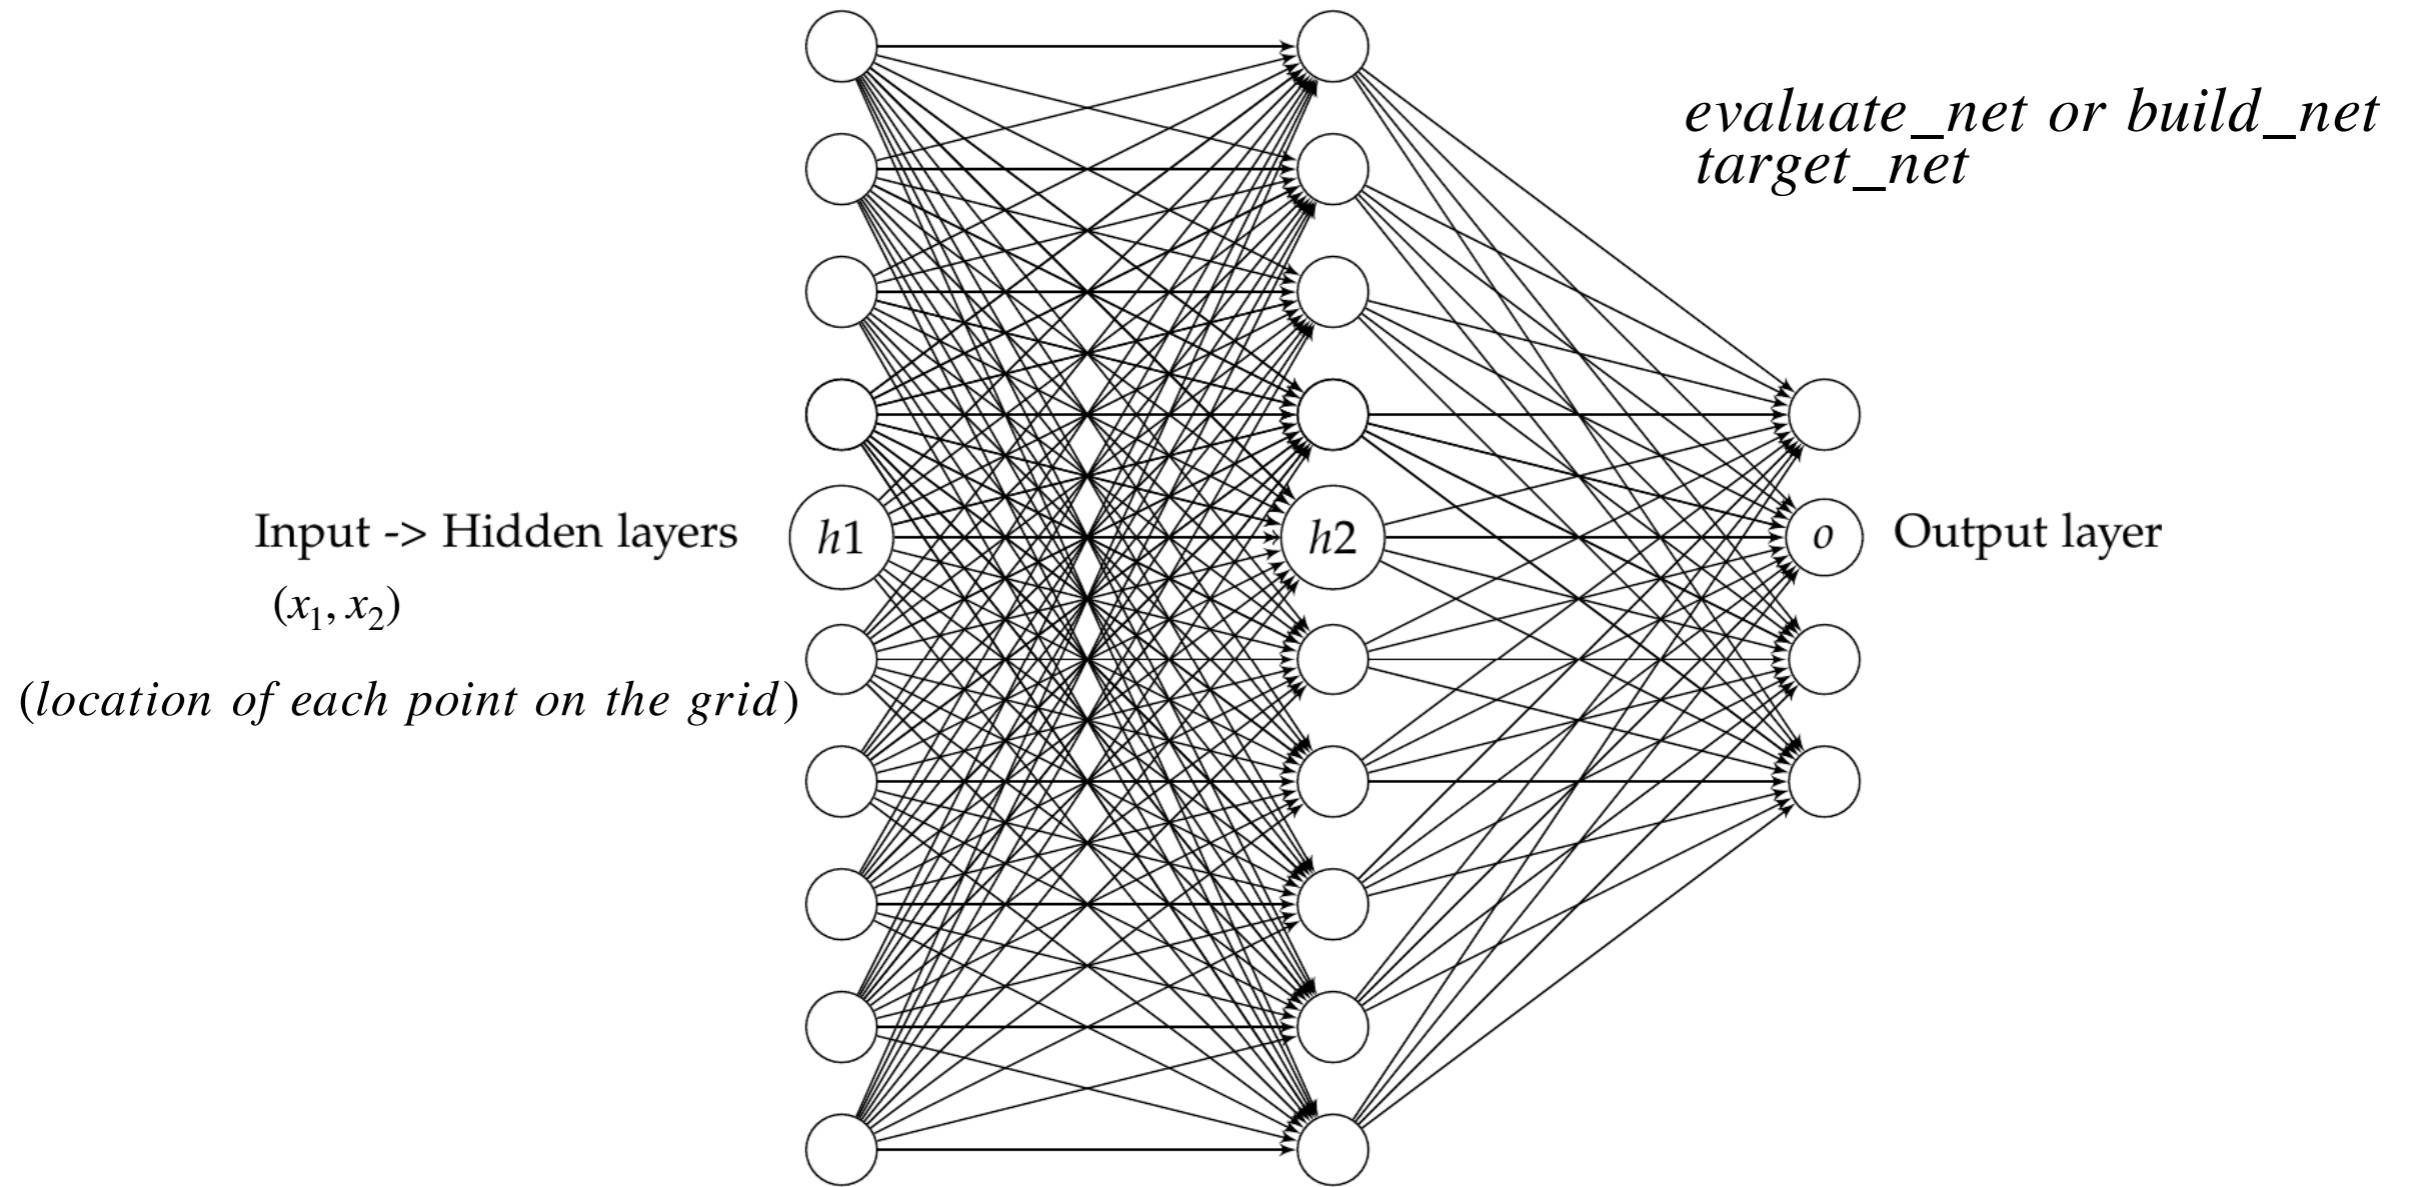 evaluate_net or build_net
target_net
Input -> Hidden layers
h1
h2
o
Output layer
(x₁, x₂)
(location of each point on the grid)